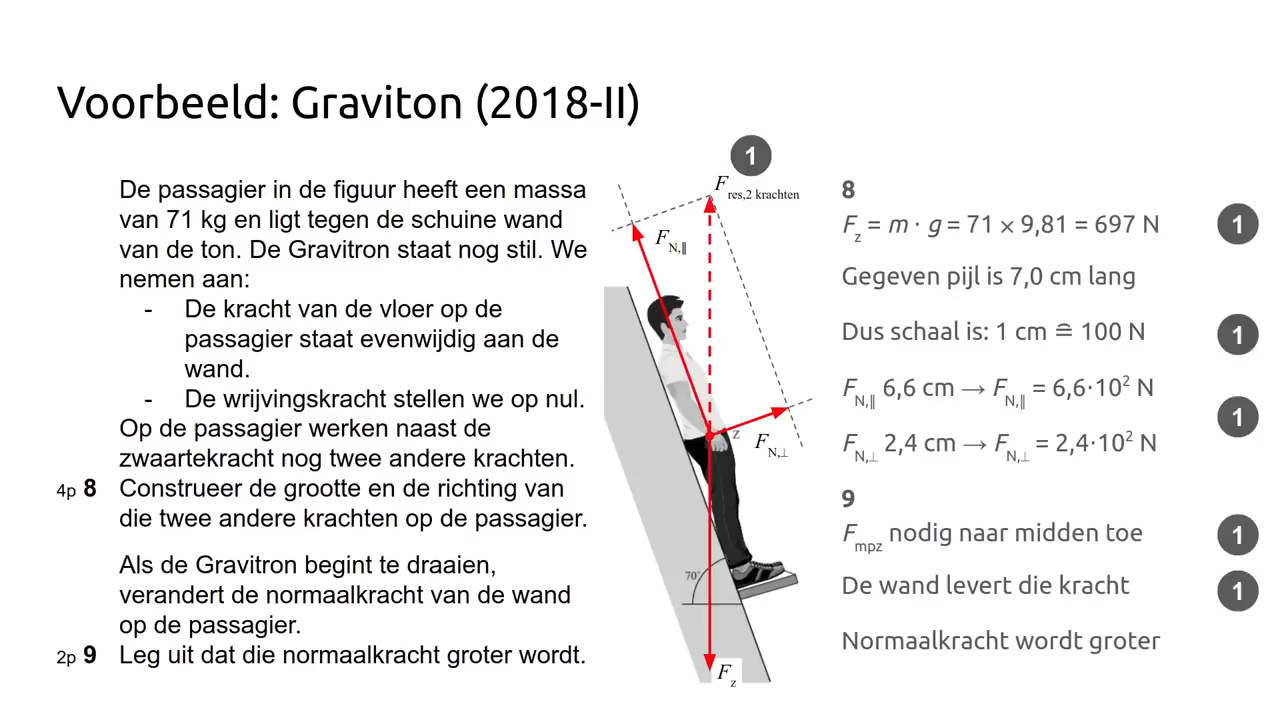 Voorbeeld: Graviton (2018-II)
De passagier in de figuur heeft een massa
van 71 kg en ligt tegen de schuine wand
van de ton. De Gravitron staat nog stil. We
nemen aan:
- De kracht van de vloer op de
passagier staat evenwijdig aan de
wand.
- De wrijvingskracht stellen we op nul.
Op de passagier werken naast de
zwaartekracht nog twee andere krachten.
4p 8 Construeer de grootte en de richting van
die twee andere krachten op de passagier.
Als de Gravitron begint te draaien,
verandert de normaalkracht van de wand
op de passagier.
2p 9 Leg uit dat die normaalkracht groter wordt.
1
F res,2 krachten
F N,∥
z
F N,⊥
70°
F z
8
F z = m · g = 71 × 9,81 = 697 N 1
Gegeven pijl is 7,0 cm lang
Dus schaal is: 1 cm ≙ 100 N 1
F N,∥ 6,6 cm → F N,∥ = 6,6·10² N
1
F N,⊥ 2,4 cm → F N,⊥ = 2,4·10² N
9
F mpz nodig naar midden toe 1
De wand levert die kracht 1
Normaalkracht wordt groter